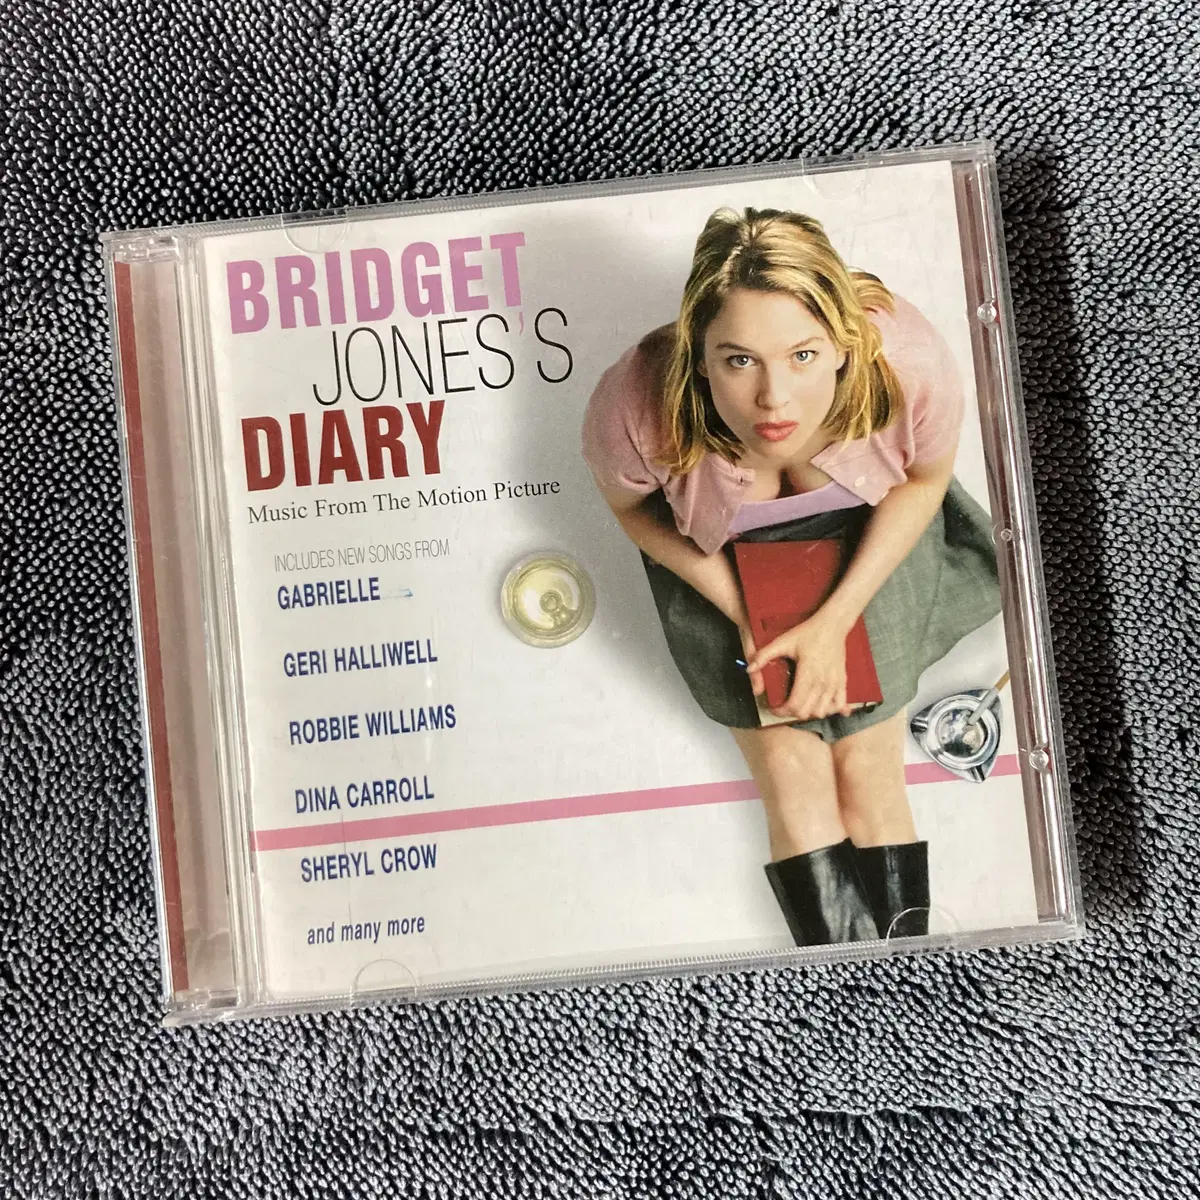 BRIDGET
JONES'S
DIARY
Music From The Motion Picture
INCLUDES NEW SONGS FROM
GABRIELLE
GERI HALLIWELL
ROBBIE WILLIAMS
DINA CARROLL
SHERYL CROW
and many more